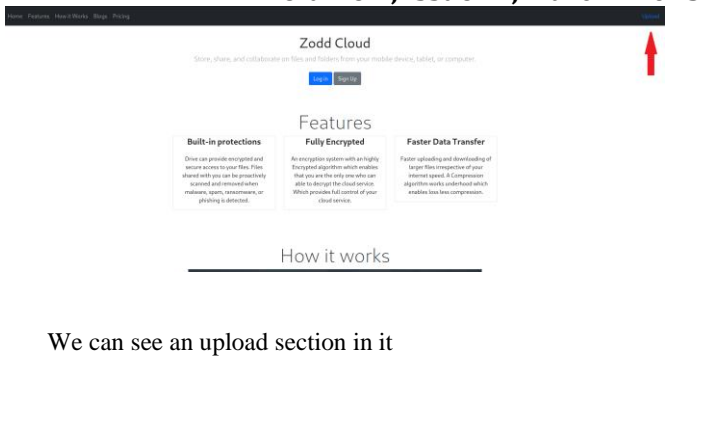 Home Features How it Works Blogs Pricing
Upload
Zodd Cloud
Store, share, and collaborate on files and folders from your mobile device, tablet, or computer.
Log in Sign Up
Features
Built-in protections
Drive can provide encrypted and
secure access to your files. Files
shared with you can be proactively
scanned and removed when
malware, spam, ransomware, or
phishing is detected.
Fully Encrypted
An encryption system with an highly
Encrypted algorithm which enables
that you are the only one who can
able to decrypt the cloud service.
Which provides full control of your
cloud service.
Faster Data Transfer
Faster uploading and downloading of
larger files irrespective of your
internet speed. A Compression
algorithm works underhood which
enables loss less compression.
How it works
We can see an upload section in it